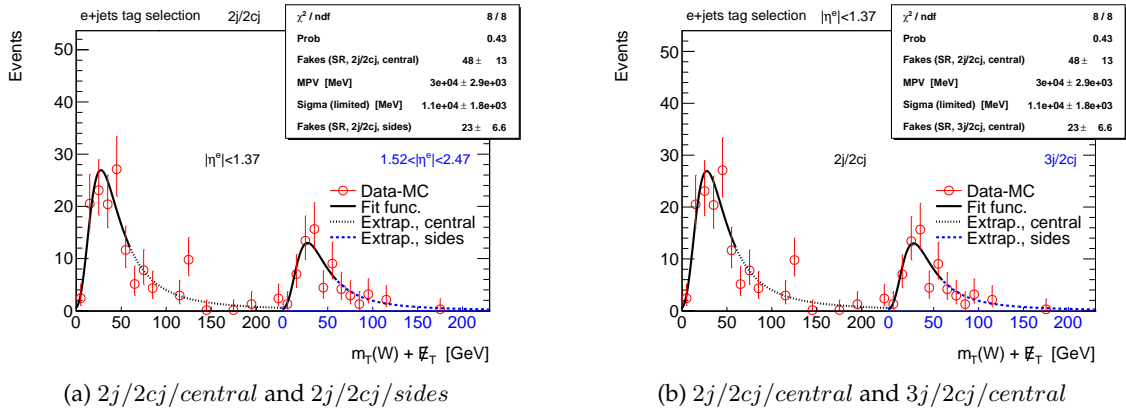 e+jets tag selection 2j/2cj
χ² / ndf 8 / 8
Prob 0.43
Fakes (SR, 2j/2cj, central) 48 ± 13
MPV [MeV] 3e+04 ± 2.9e+03
Sigma (limited) [MeV] 1.1e+04 ± 1.8e+03
Fakes (SR, 2j/2cj, sides) 23 ± 6.6
Events
50
40
30
20
10
0
|η^e|<1.37 1.52<|η^e|<2.47
Data-MC
Fit func.
Extrap., central
Extrap., sides
0 50 100 150 200 0 50 100 150 200
m_T(W) + E̸_T [GeV]
(a) 2j/2cj/central and 2j/2cj/sides
e+jets tag selection |η^e|<1.37
χ² / ndf 8 / 8
Prob 0.43
Fakes (SR, 2j/2cj, central) 48 ± 13
MPV [MeV] 3e+04 ± 2.9e+03
Sigma (limited) [MeV] 1.1e+04 ± 1.8e+03
Fakes (SR, 3j/2cj, central) 23 ± 6.6
Events
50
40
30
20
10
0
2j/2cj 3j/2cj
Data-MC
Fit func.
Extrap., central
Extrap., sides
0 50 100 150 200 0 50 100 150 200
m_T(W) + E̸_T [GeV]
(b) 2j/2cj/central and 3j/2cj/central